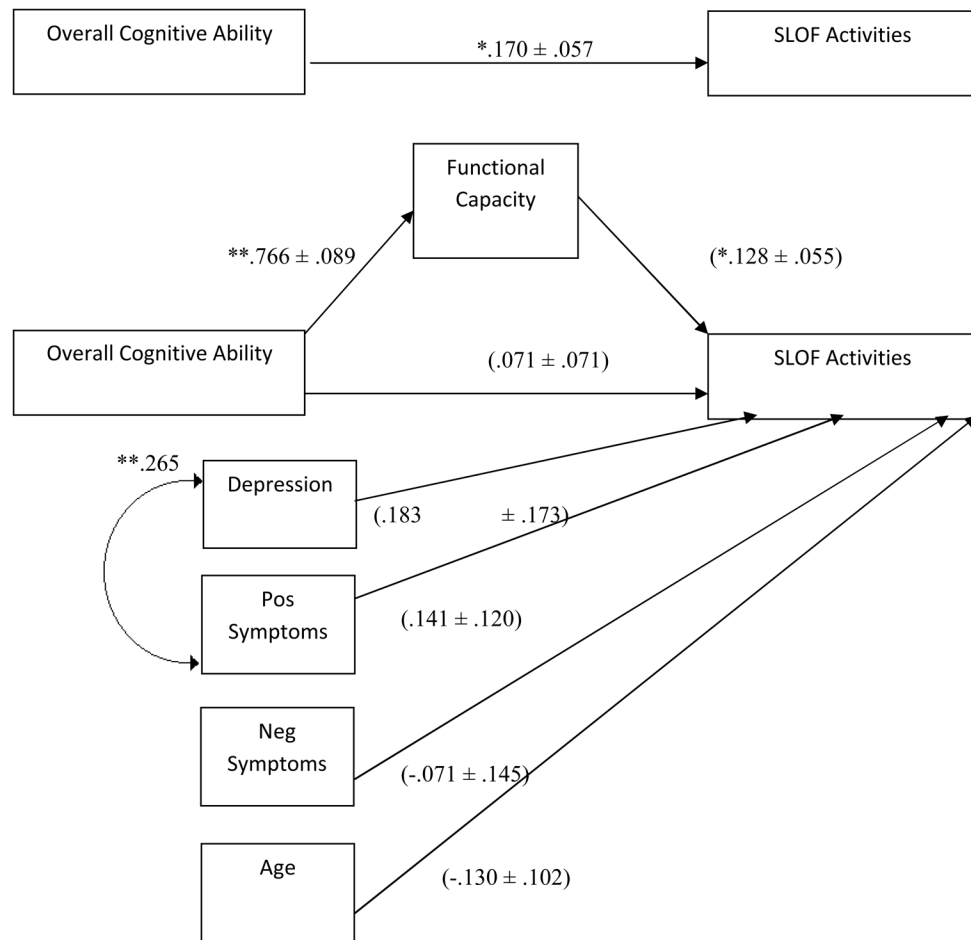 Overall Cognitive Ability
SLOF Activities
*.170 ± .057
Functional
Capacity
**.766 ± .089
(*.128 ± .055)
Overall Cognitive Ability
(.071 ± .071)
SLOF Activities
**.265
Depression
(.183 ± .173)
Pos
Symptoms
(.141 ± .120)
Neg
Symptoms
(-.071 ± .145)
Age
(-.130 ± .102)